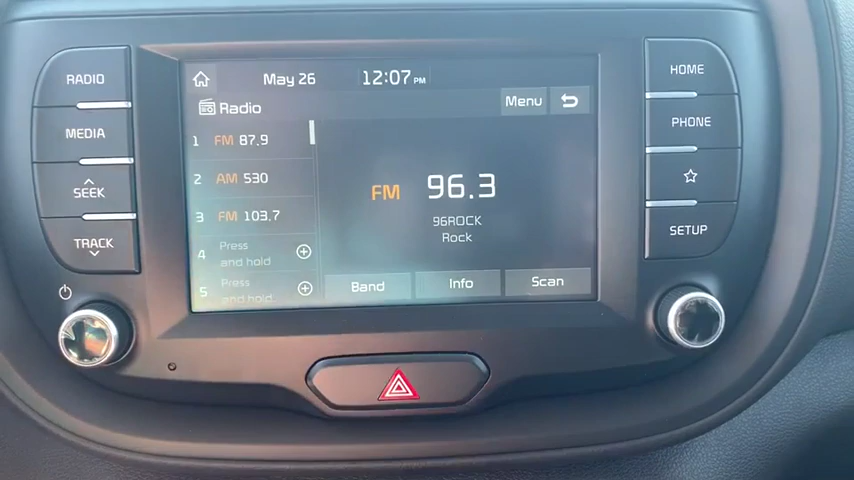 RADIO
MEDIA
SEEK
TRACK
May 26 12:07 PM
Radio
Menu
1 FM 87.9
2 AM 530
3 FM 103.7
4 Press and hold
5 Press and hold
FM 96.3
96ROCK
Rock
Band Info Scan
HOME
PHONE
SETUP